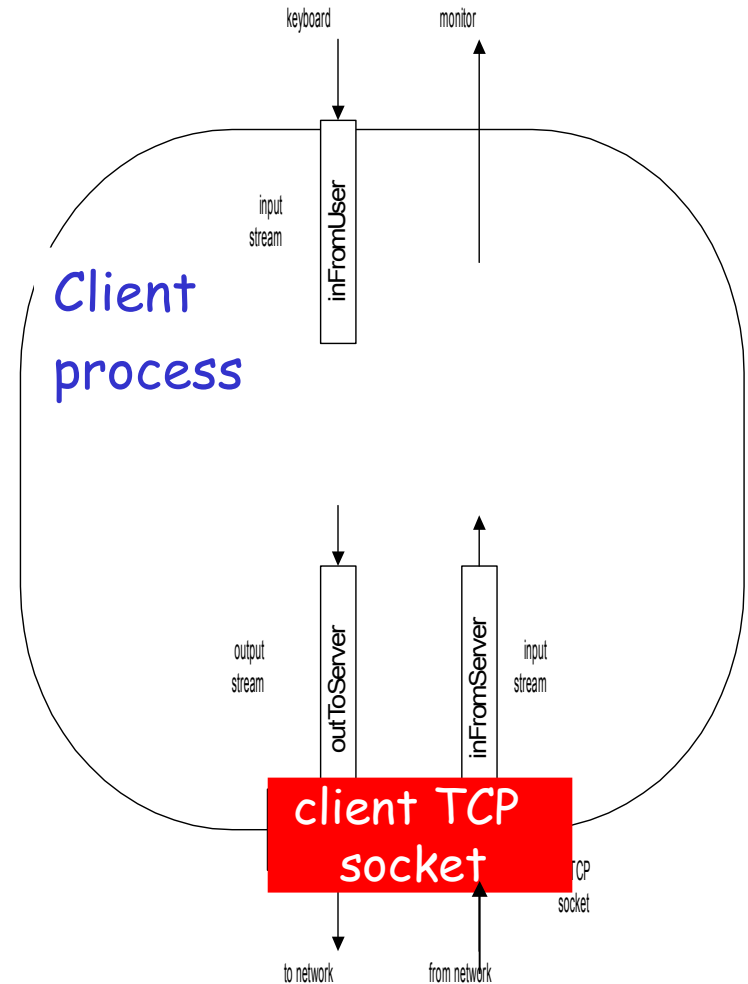 keyboard
monitor
input
stream
inFromUser
Client
process
output
stream
outToServer
inFromServer
input
stream
client TCP
socket
TCP
socket
to network
from network